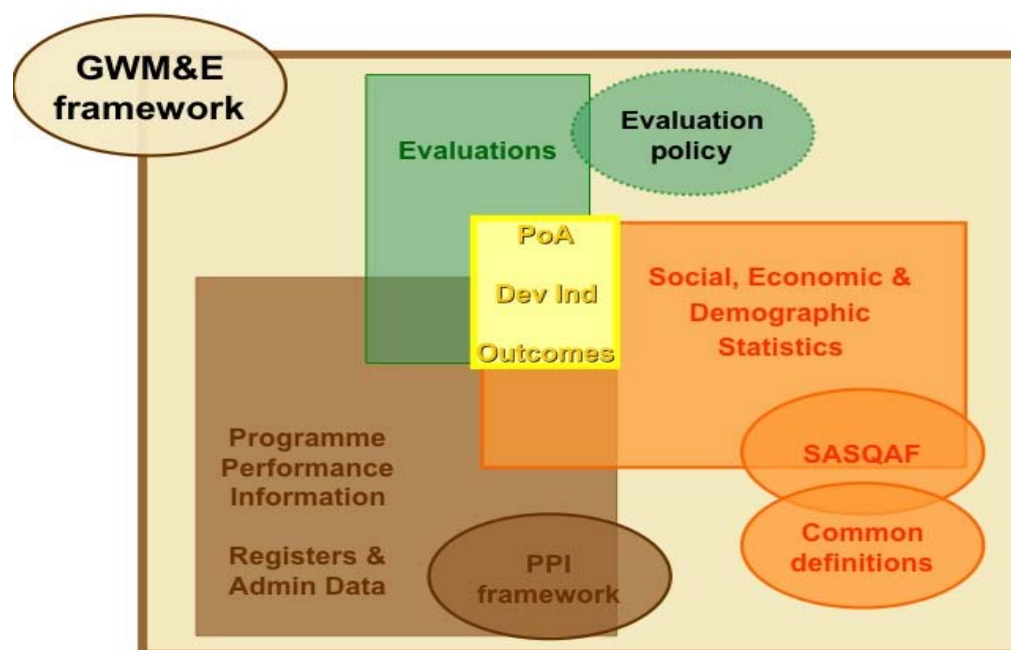 GWM&E
framework
Evaluations
Evaluation
policy
PoA
Dev Ind
Outcomes
Social, Economic &
Demographic
Statistics
Programme
Performance
Information
Registers &
Admin Data
PPI
framework
SASQAF
Common
definitions